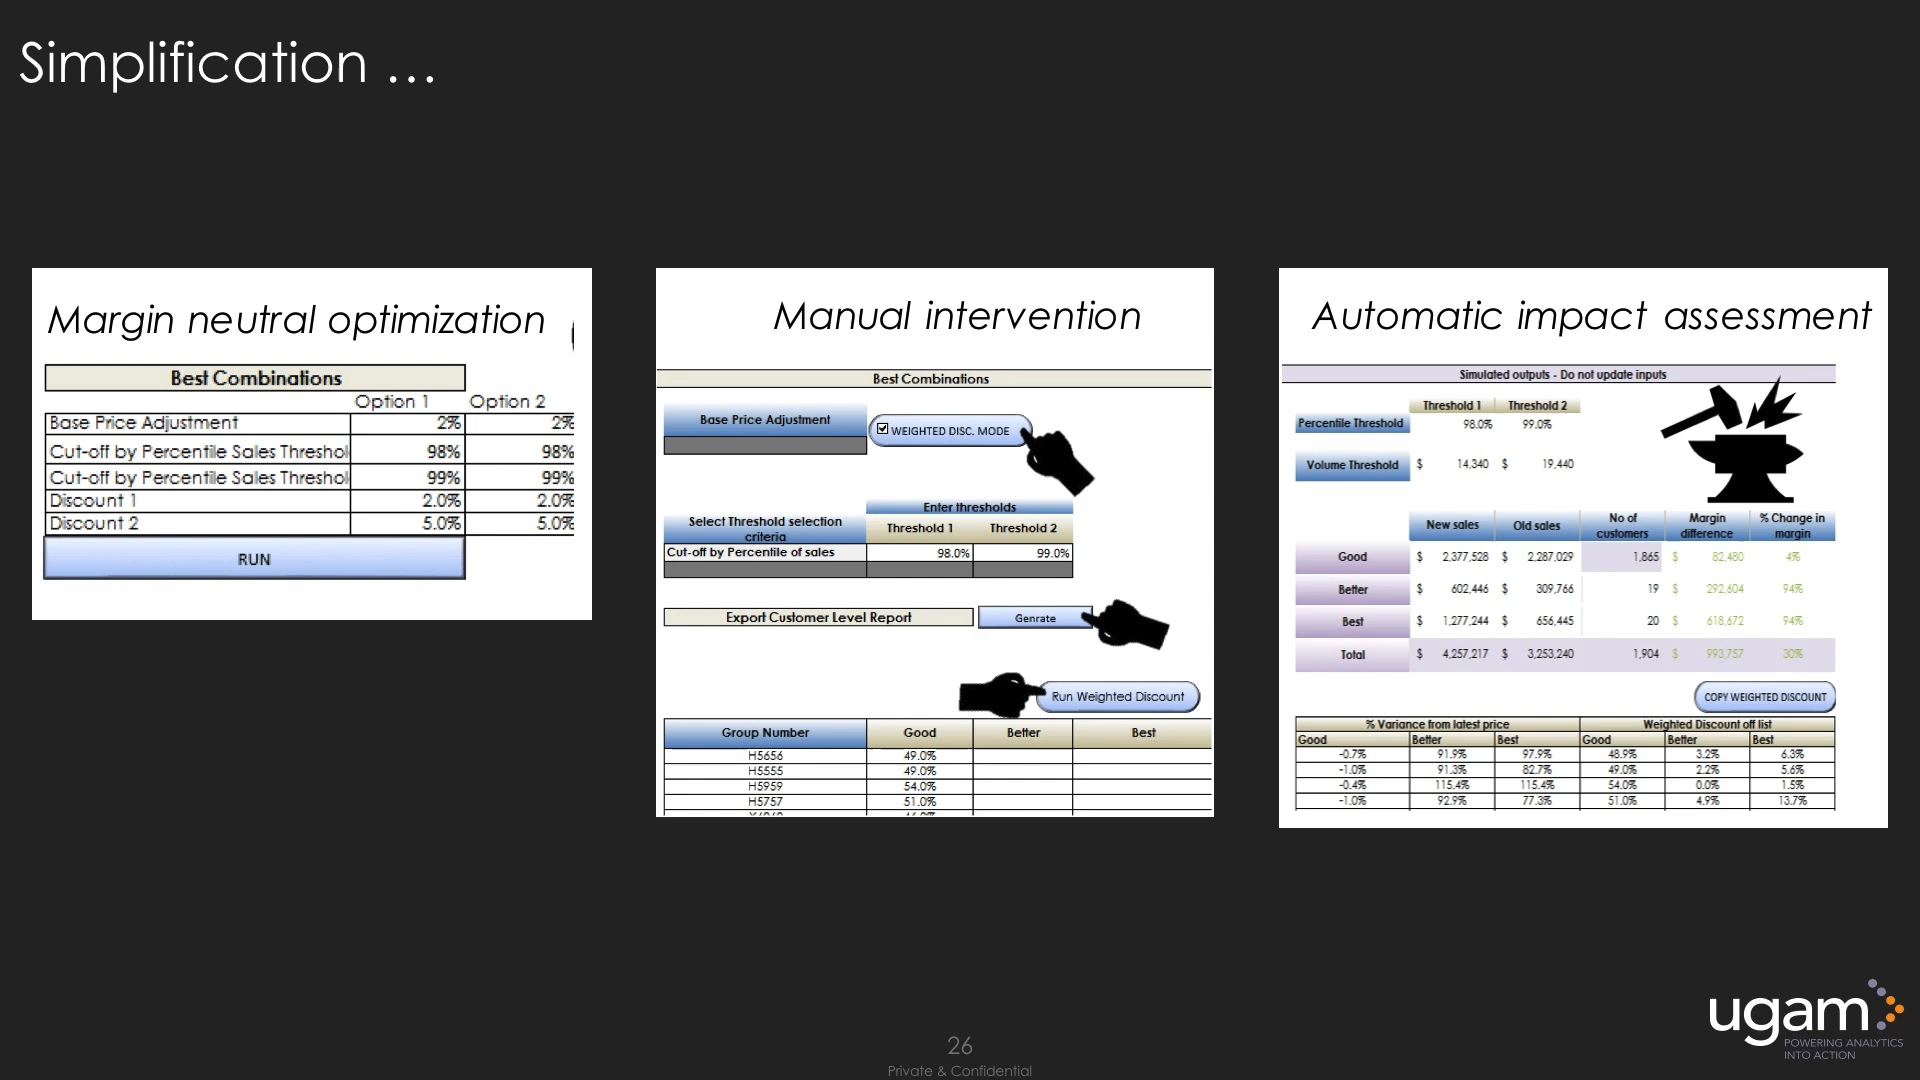 Simplification ...
Margin neutral optimization
Best Combinations
Option 1 Option 2
Base Price Adjustment 2% 2%
Cut-off by Percentile Sales Threshol 98% 98%
Cut-off by Percentile Sales Threshol 99% 99%
Discount 1 2.0% 2.0%
Discount 2 5.0% 5.0%
RUN
Manual intervention
Best Combinations
Base Price Adjustment
WEIGHTED DISC. MODE
Enter thresholds
Select Threshold selection criteria Threshold 1 Threshold 2
Cut-off by Percentile of sales 98.0% 99.0%
Export Customer Level Report Genrate
Run Weighted Discount
Group Number Good Better Best
H5656 49.0%
H5555 49.0%
H5959 54.0%
H5757 51.0%
Automatic impact assessment
Simulated outputs - Do not update inputs
Threshold 1 Threshold 2
Percentile Threshold 98.0% 99.0%
Volume Threshold $ 14,340 $ 19,440
New sales Old sales No of customers Margin difference % Change in margin
Good $ 2,377,528 $ 2,287,029 1,865 $ 82,480 4%
Better $ 602,446 $ 309,766 19 $ 292,604 94%
Best $ 1,277,244 $ 656,445 20 $ 618,672 94%
Total $ 4,257,217 $ 3,253,240 1,904 $ 993,757 30%
COPY WEIGHTED DISCOUNT
% Variance from latest price Weighted Discount off list
Good Better Best Good Better Best
-0.7% 91.9% 97.9% 48.9% 3.2% 6.3%
-1.0% 91.3% 82.7% 49.0% 2.2% 5.6%
-0.4% 115.4% 115.4% 54.0% 0.0% 1.5%
-1.0% 92.9% 77.3% 51.0% 4.9% 13.7%
26
Private & Confidential
ugam
POWERING ANALYTICS
INTO ACTION